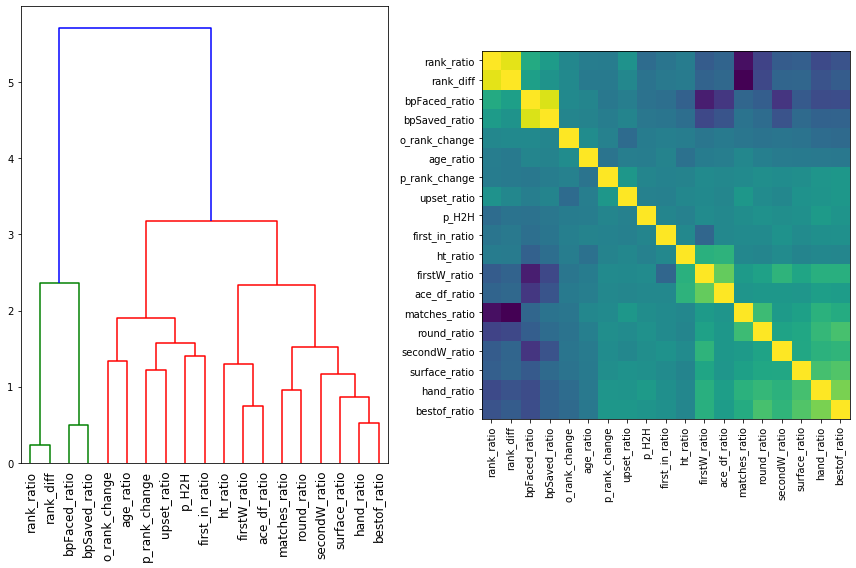 5
4
3
2
1
0
rank_ratio
rank_diff
bpFaced_ratio
bpSaved_ratio
o_rank_change
age_ratio
p_rank_change
upset_ratio
p_H2H
first_in_ratio
ht_ratio
firstW_ratio
ace_df_ratio
matches_ratio
round_ratio
secondW_ratio
surface_ratio
hand_ratio
bestof_ratio
rank_ratio
rank_diff
bpFaced_ratio
bpSaved_ratio
o_rank_change
age_ratio
p_rank_change
upset_ratio
p_H2H
first_in_ratio
ht_ratio
firstW_ratio
ace_df_ratio
matches_ratio
round_ratio
secondW_ratio
surface_ratio
hand_ratio
bestof_ratio
rank_ratio
rank_diff
bpFaced_ratio
bpSaved_ratio
o_rank_change
age_ratio
p_rank_change
upset_ratio
p_H2H
first_in_ratio
ht_ratio
firstW_ratio
ace_df_ratio
matches_ratio
round_ratio
secondW_ratio
surface_ratio
hand_ratio
bestof_ratio